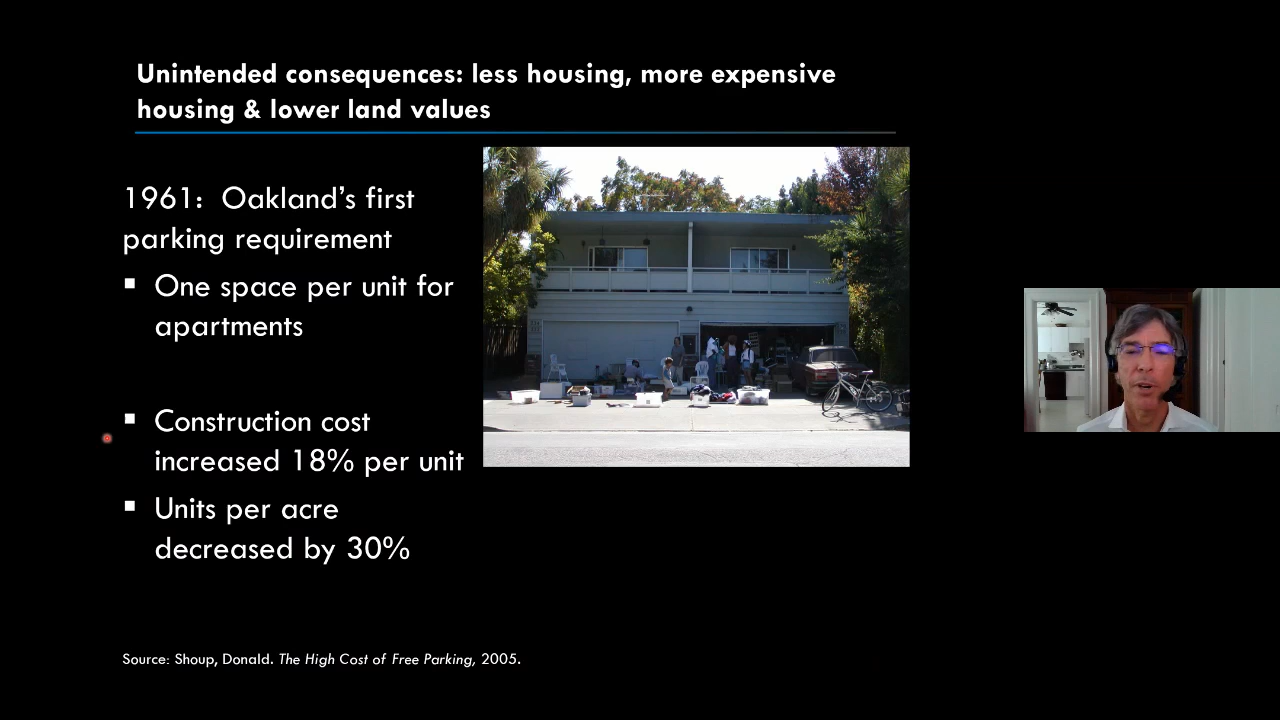 Unintended consequences: less housing, more expensive
housing & lower land values
1961: Oakland's first
parking requirement
▪ One space per unit for
apartments
▪ Construction cost
increased 18% per unit
▪ Units per acre
decreased by 30%
Source: Shoup, Donald. The High Cost of Free Parking, 2005.